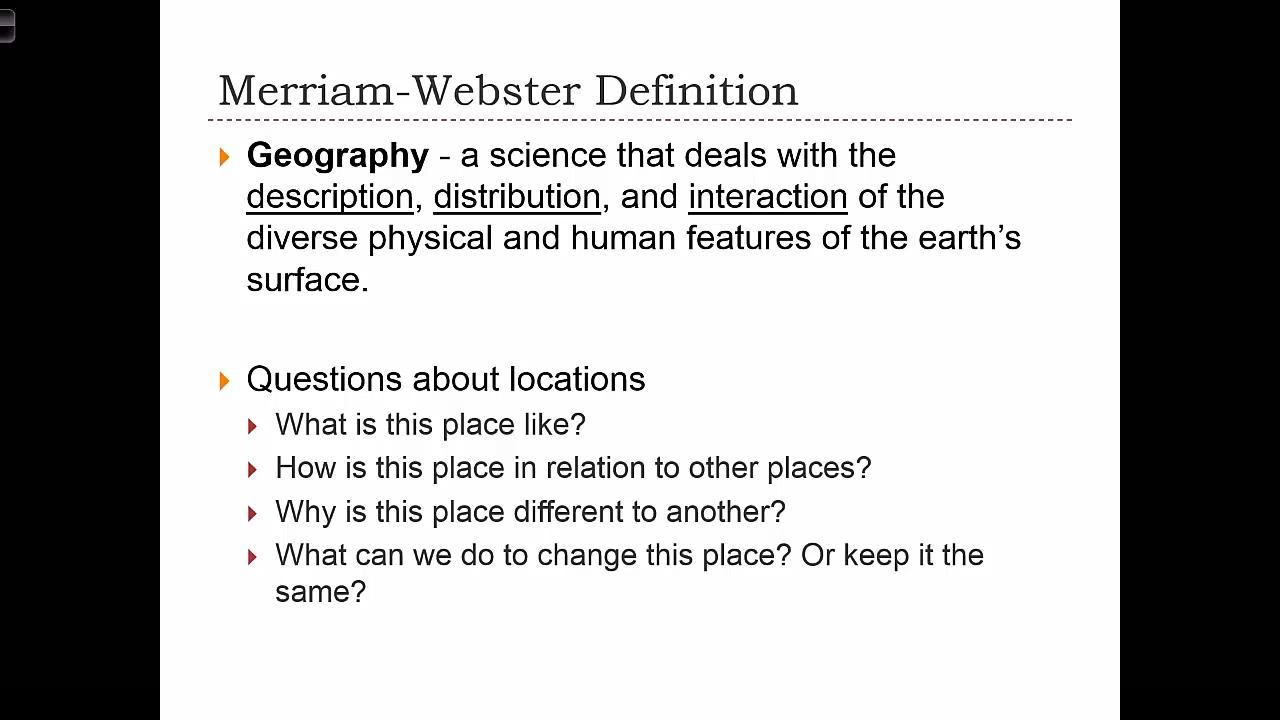 Merriam-Webster Definition
Geography - a science that deals with the
description, distribution, and interaction of the
diverse physical and human features of the earth’s
surface.
Questions about locations
What is this place like?
How is this place in relation to other places?
Why is this place different to another?
What can we do to change this place? Or keep it the
same?